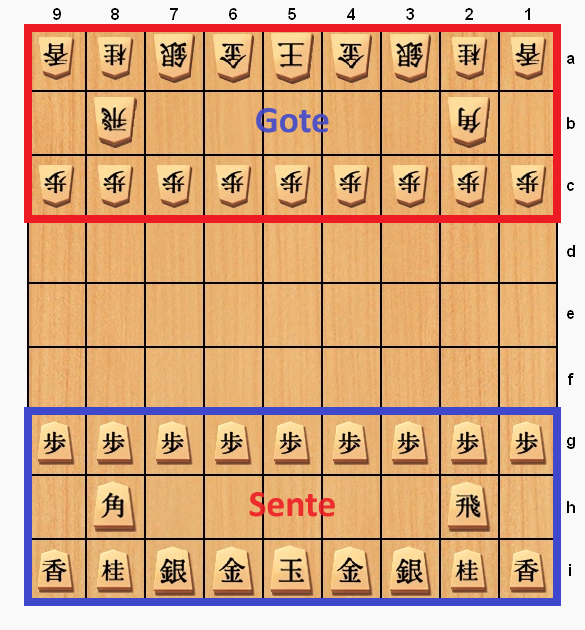 9 8 7 6 5 4 3 2 1
香 桂 銀 金 王 金 銀 桂 香 a
飛 Gote 角 b
歩 歩 歩 歩 歩 歩 歩 歩 歩 c
d
e
f
歩 歩 歩 歩 歩 歩 歩 歩 歩 g
角 Sente 飛 h
香 桂 銀 金 玉 金 銀 桂 香 i